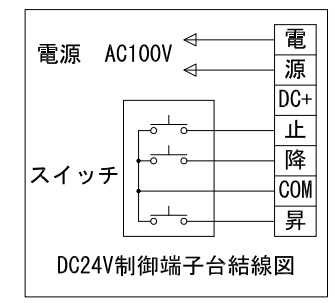 電源 AC100V
電
源
DC+
止
降
COM
昇
スイッチ
DC24V制御端子台結線図